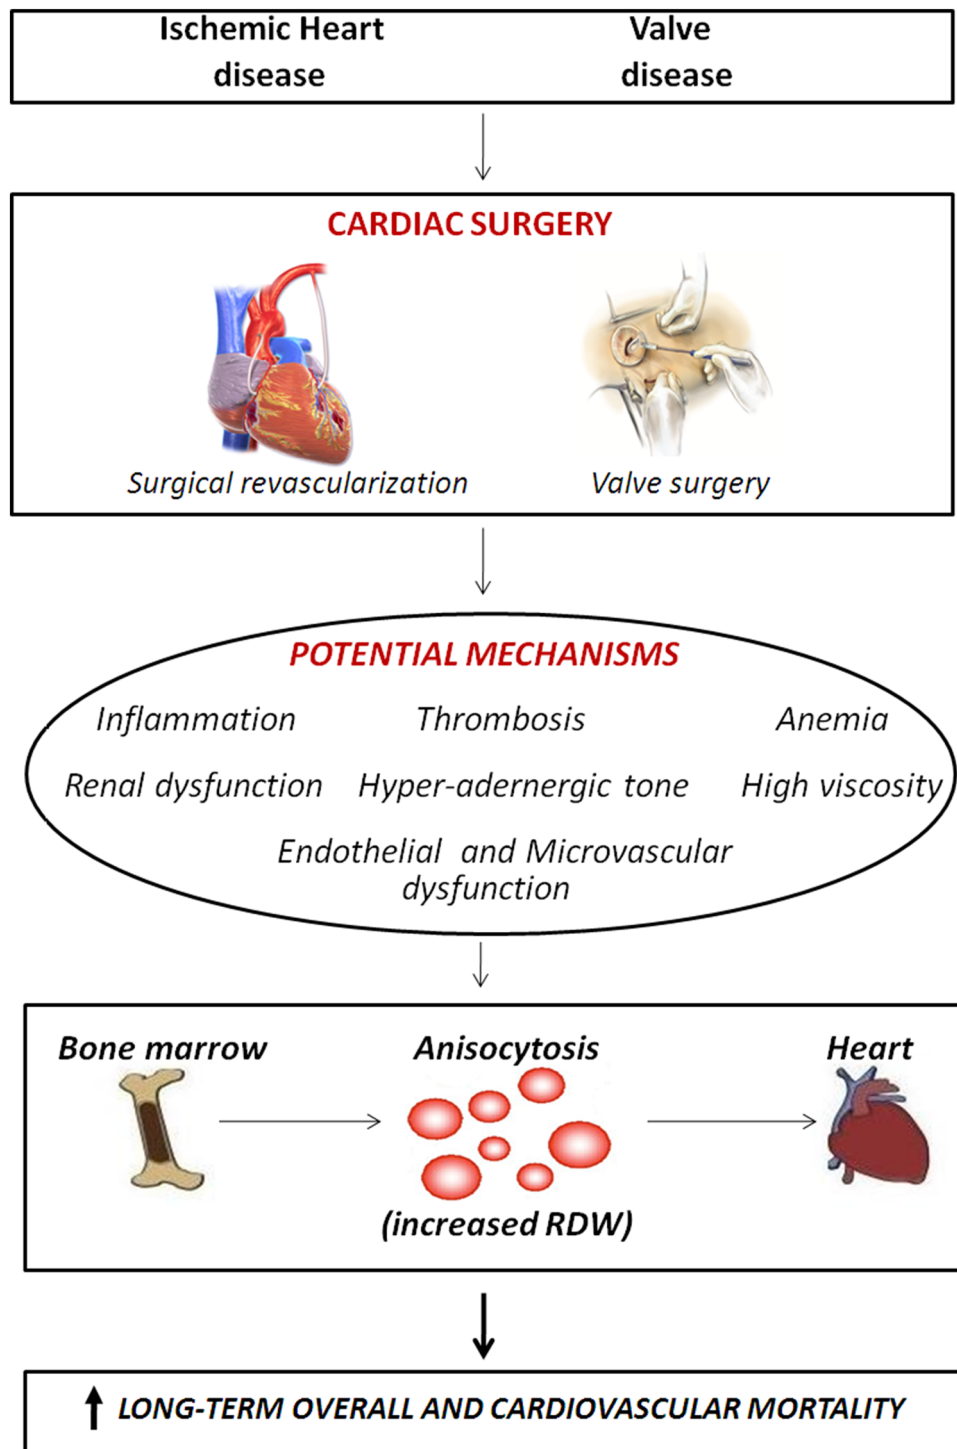 Ischemic Heart disease
Valve disease
CARDIAC SURGERY
Surgical revascularization
Valve surgery
POTENTIAL MECHANISMS
Inflammation Thrombosis Anemia
Renal dysfunction Hyper-adernergic tone High viscosity
Endothelial and Microvascular
dysfunction
Bone marrow Anisocytosis Heart
(increased RDW)
LONG-TERM OVERALL AND CARDIOVASCULAR MORTALITY